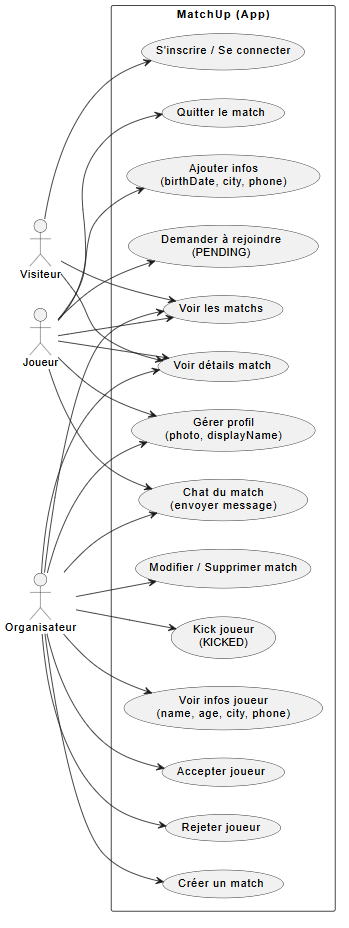 MatchUp (App)
S'inscrire / Se connecter
Quitter le match
Ajouter infos
(birthDate, city, phone)
Demander à rejoindre
(PENDING)
Visiteur
Voir les matchs
Joueur
Voir détails match
Gérer profil
(photo, displayName)
Chat du match
(envoyer message)
Modifier / Supprimer match
Organisateur
Kick joueur
(KICKED)
Voir infos joueur
(name, age, city, phone)
Accepter joueur
Rejeter joueur
Créer un match